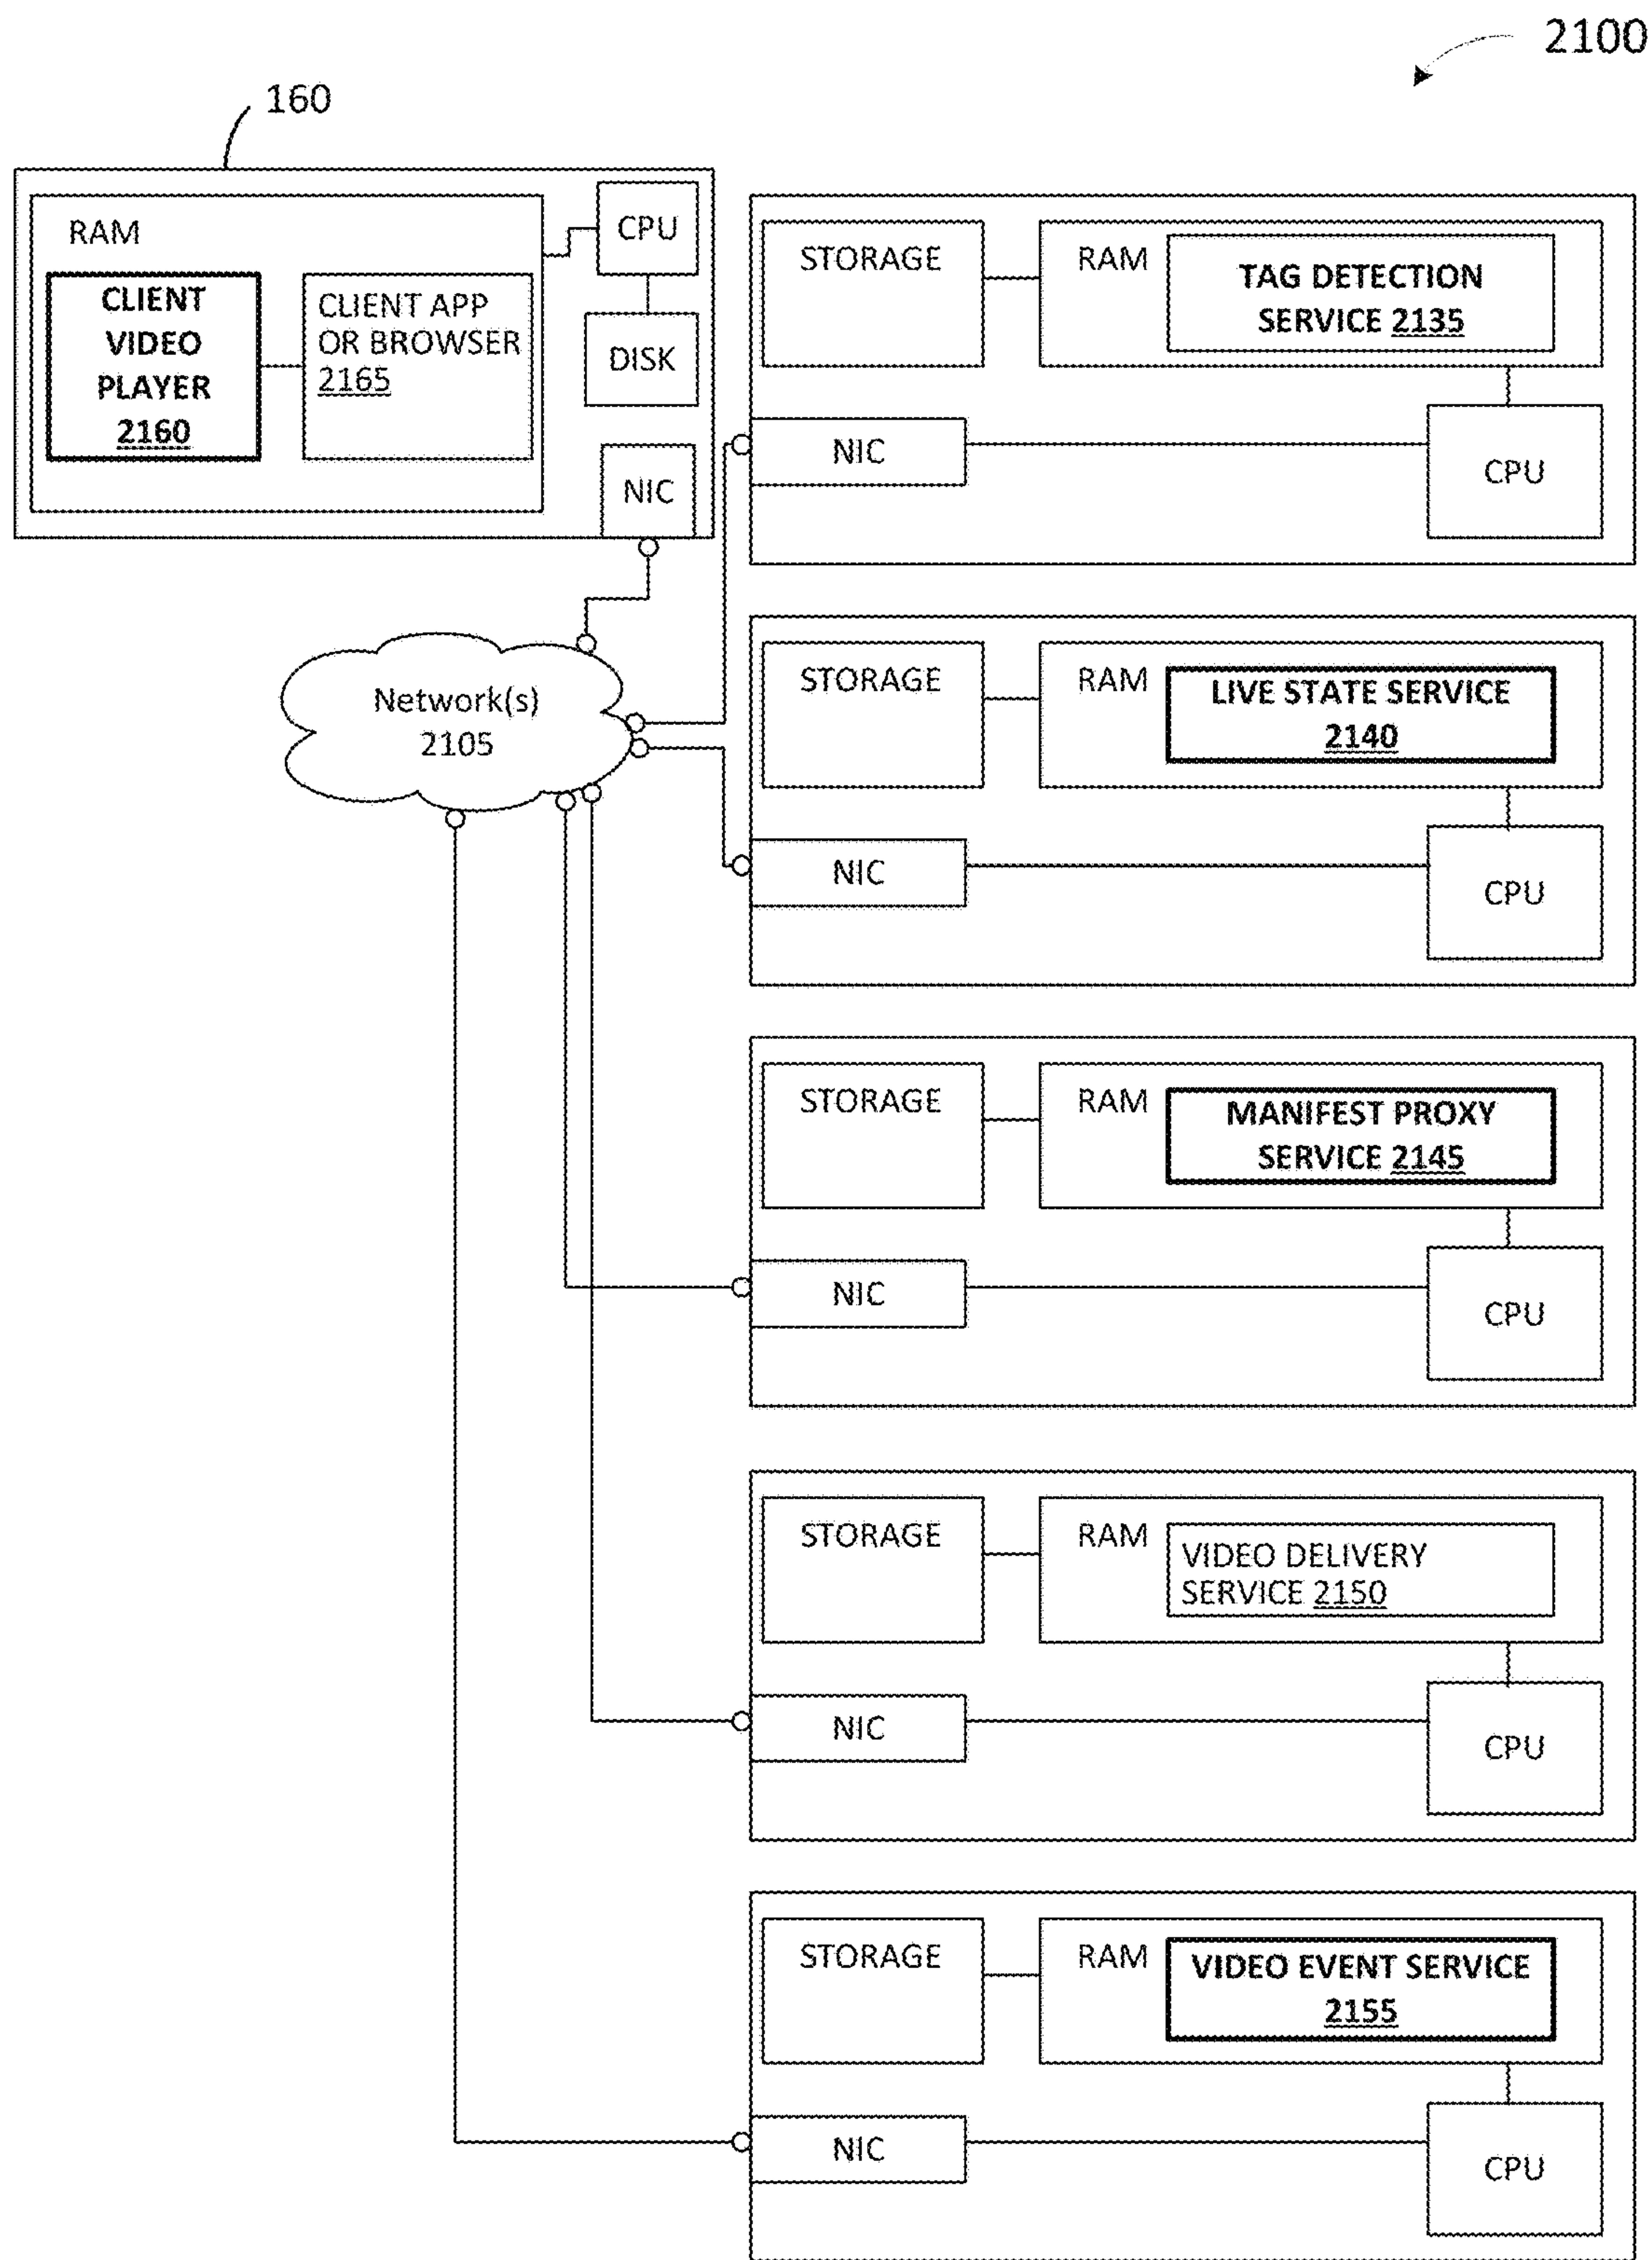 2100
160
RAM
CPU
CLIENT
VIDEO
PLAYER
2160
CLIENT APP
OR BROWSER
2165
DISK
NIC
STORAGE
RAM
TAG DETECTION
SERVICE 2135
NIC
CPU
Network(s)
2105
STORAGE
RAM
LIVE STATE SERVICE
2140
NIC
CPU
STORAGE
RAM
MANIFEST PROXY
SERVICE 2145
NIC
CPU
STORAGE
RAM
VIDEO DELIVERY
SERVICE 2150
NIC
CPU
STORAGE
RAM
VIDEO EVENT SERVICE
2155
NIC
CPU